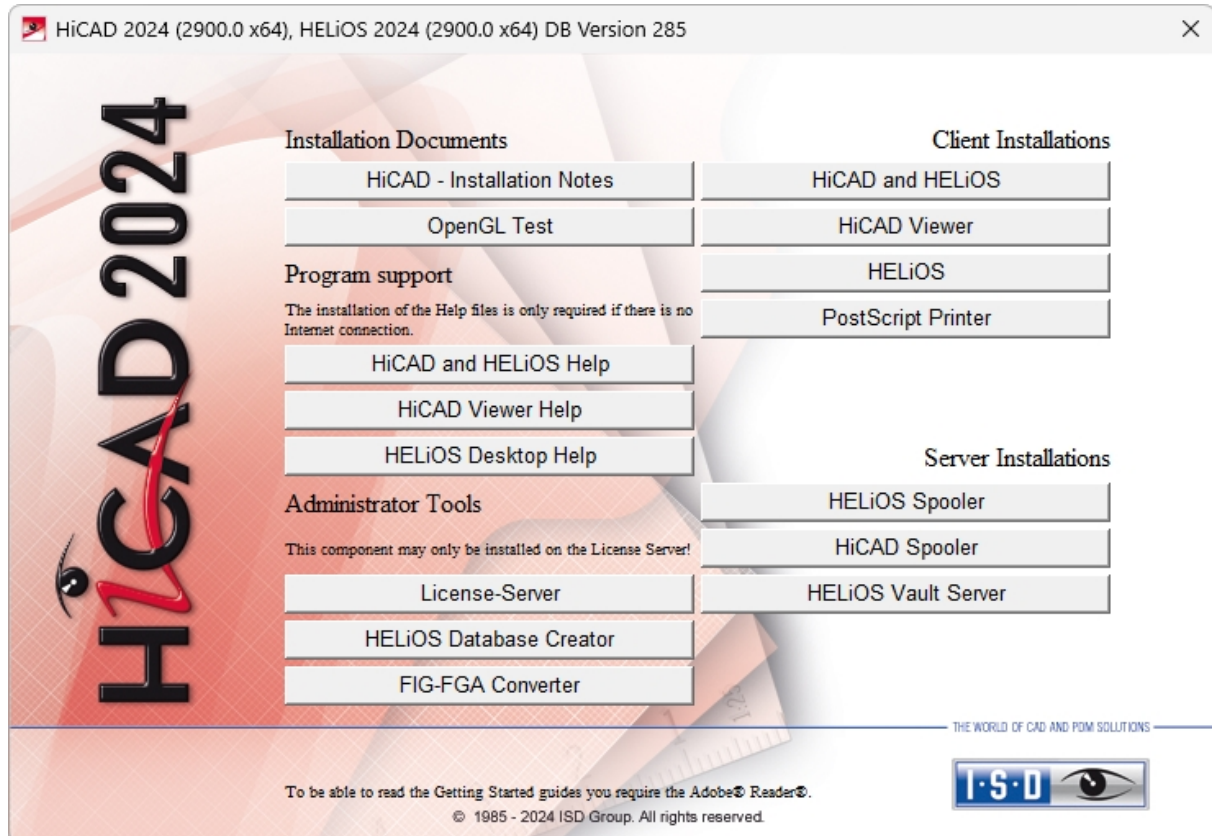 HiCAD 2024 (2900.0 x64), HELiOS 2024 (2900.0 x64) DB Version 285
HiCAD 2024
Installation Documents
HiCAD - Installation Notes
OpenGL Test
Program support
The installation of the Help files is only required if there is no
Internet connection.
HiCAD and HELiOS Help
HiCAD Viewer Help
HELiOS Desktop Help
Administrator Tools
This component may only be installed on the License Server!
License-Server
HELiOS Database Creator
FIG-FGA Converter
Client Installations
HiCAD and HELiOS
HiCAD Viewer
HELiOS
PostScript Printer
Server Installations
HELiOS Spooler
HiCAD Spooler
HELiOS Vault Server
1:25
1
THE WORLD OF CAD AND PDM SOLUTIONS
I·S·D
To be able to read the Getting Started guides you require the Adobe® Reader®.
© 1985 - 2024 ISD Group. All rights reserved.